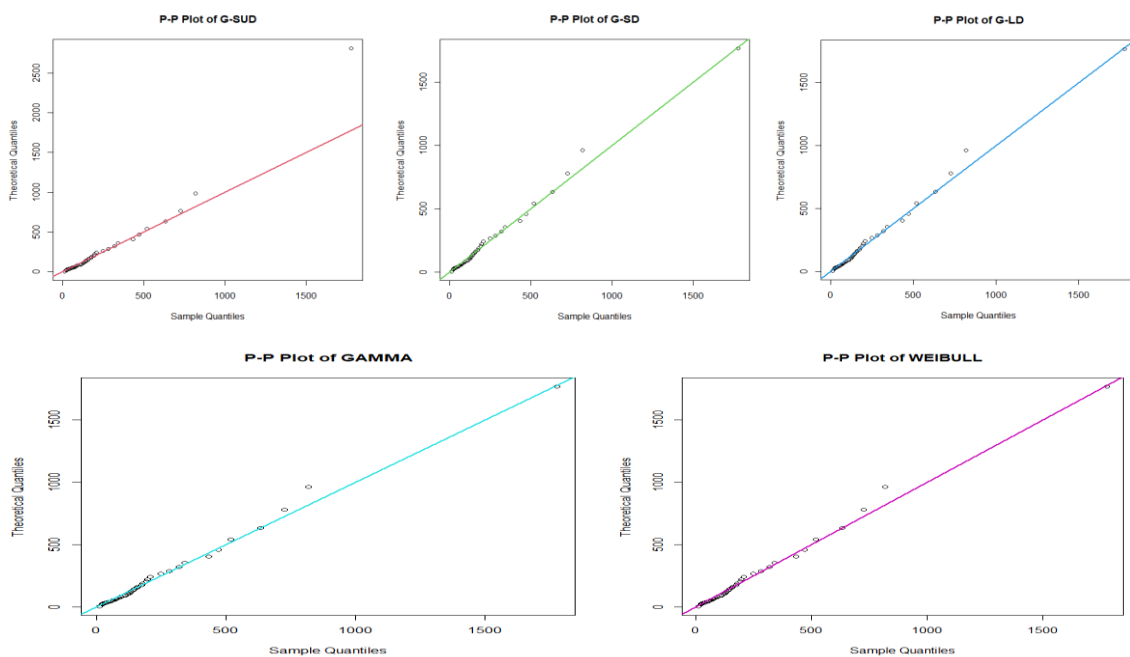 P-P Plot of G-SUD
Theoretical Quantiles
2500
2000
1500
1000
500
0
0 500 1000 1500
Sample Quantiles
P-P Plot of G-SD
Theoretical Quantiles
1500
1000
500
0
0 500 1000 1500
Sample Quantiles
P-P Plot of G-LD
Theoretical Quantiles
1500
1000
500
0
0 500 1000 1500
Sample Quantiles
P-P Plot of GAMMA
Theoretical Quantiles
1500
1000
500
0
0 500 1000 1500
Sample Quantiles
P-P Plot of WEIBULL
Theoretical Quantiles
1500
1000
500
0
0 500 1000 1500
Sample Quantiles